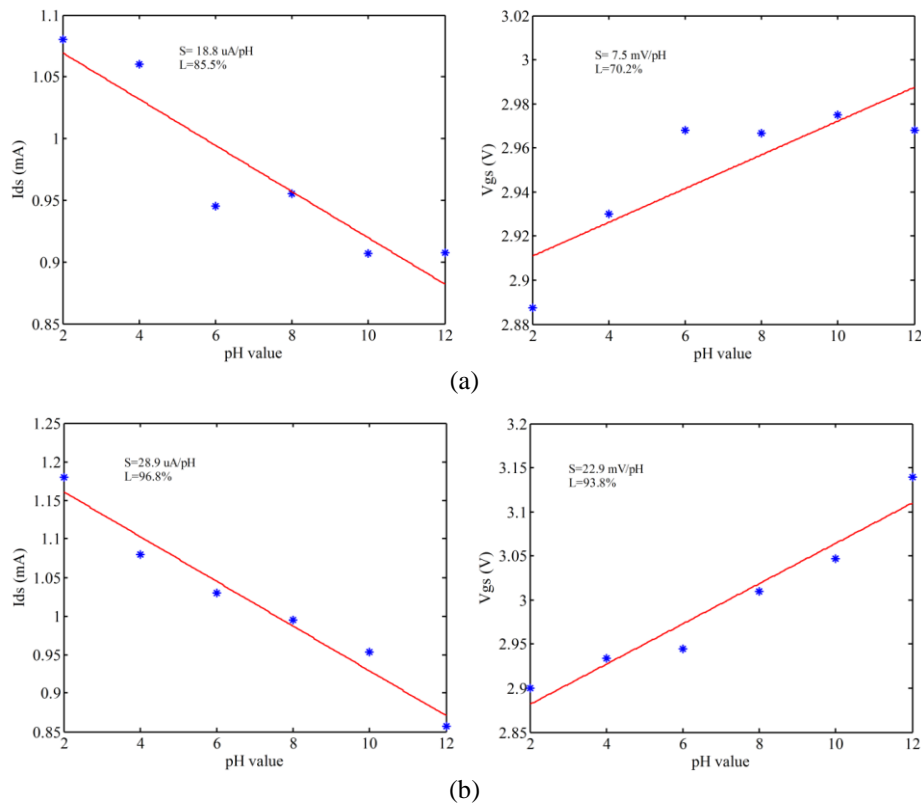 1.1
1.05
1
0.95
0.9
0.85
Ids (mA)
S= 18.8 uA/pH
L=85.5%
2 4 6 8 10 12
pH value
3.02
3
2.98
2.96
2.94
2.92
2.9
2.88
Vgs (V)
S= 7.5 mV/pH
L=70.2%
2 4 6 8 10 12
pH value
(a)
1.25
1.2
1.15
1.1
1.05
1
0.95
0.9
0.85
Ids (mA)
S=28.9 uA/pH
L=96.8%
2 4 6 8 10 12
pH value
3.2
3.15
3.1
3.05
3
2.95
2.9
2.85
Vgs (V)
S=22.9 mV/pH
L=93.8%
2 4 6 8 10 12
pH value
(b)